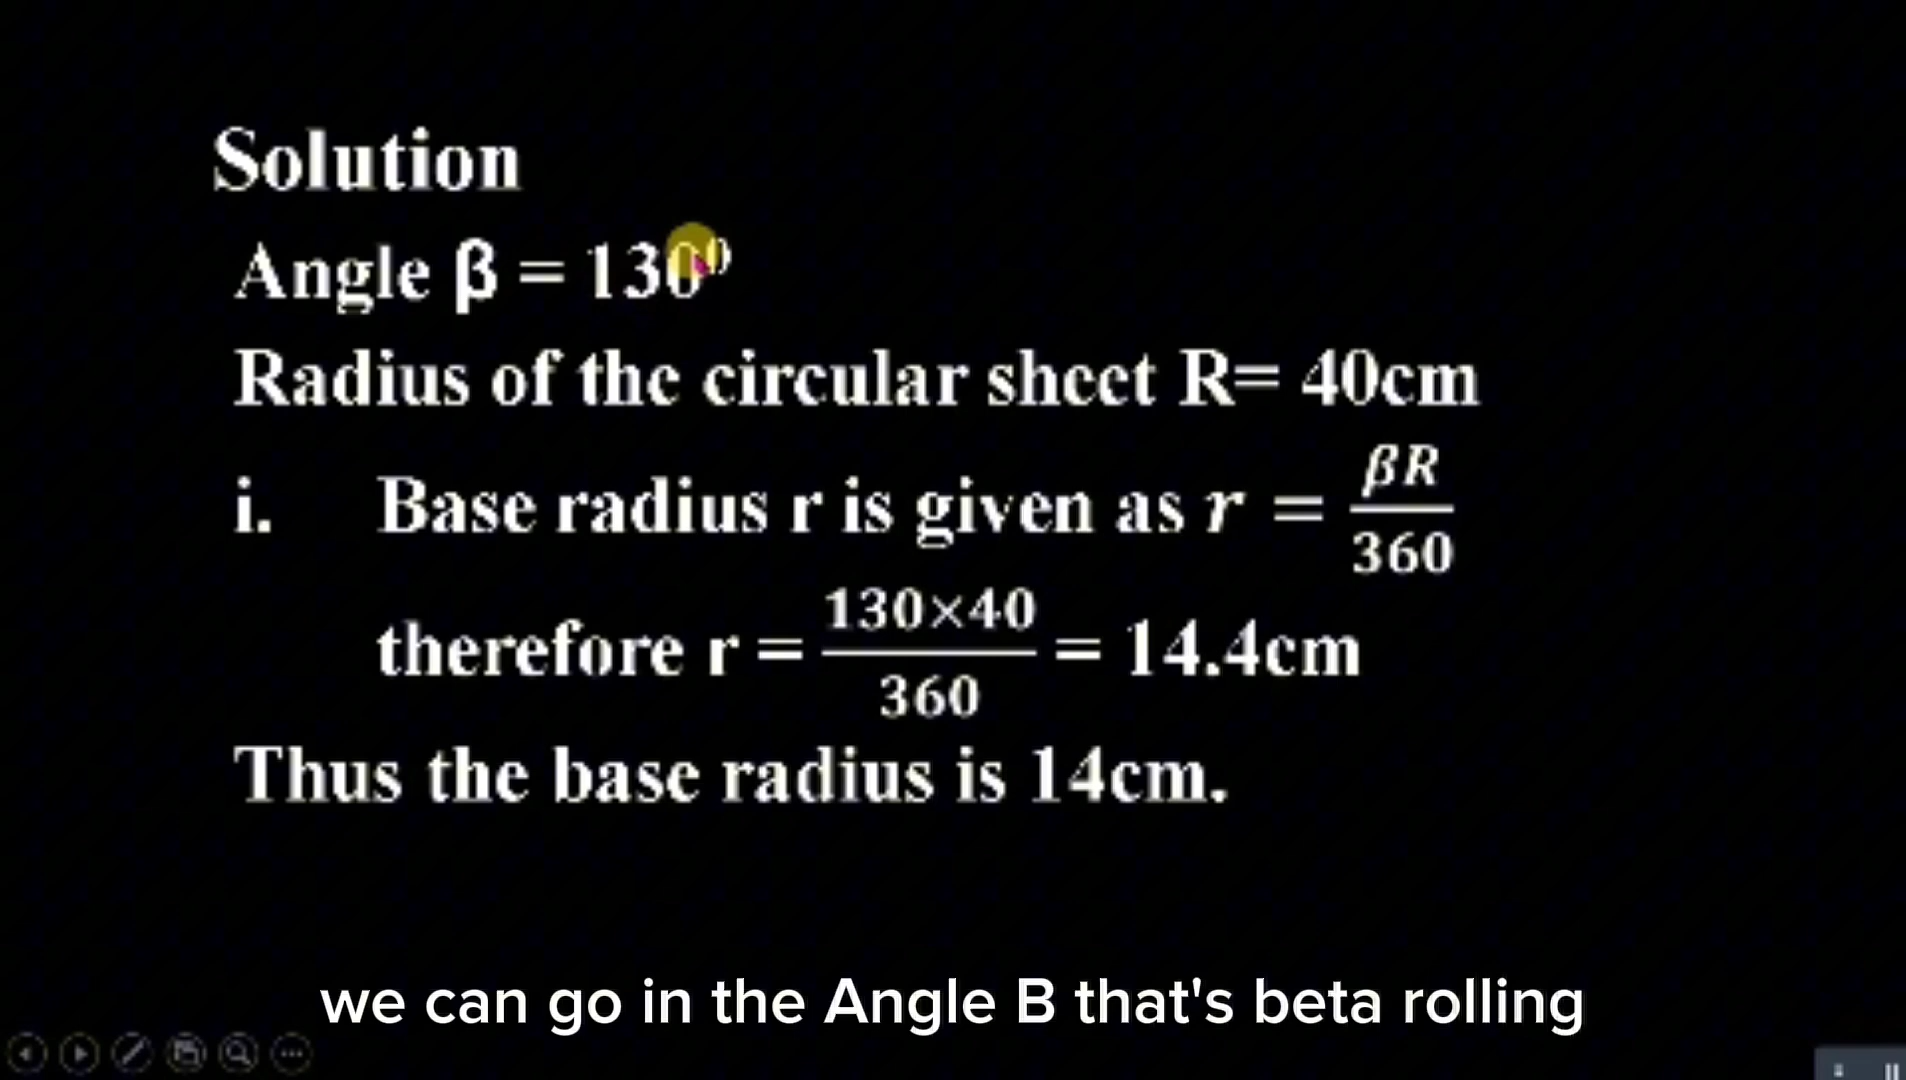 Solution
Angle β = 130⁰
Radius of the circular sheet R= 40cm
i. Base radius r is given as r = βR/360
therefore r = 130×40/360 = 14.4cm
Thus the base radius is 14cm.
we can go in the Angle B that's beta rolling